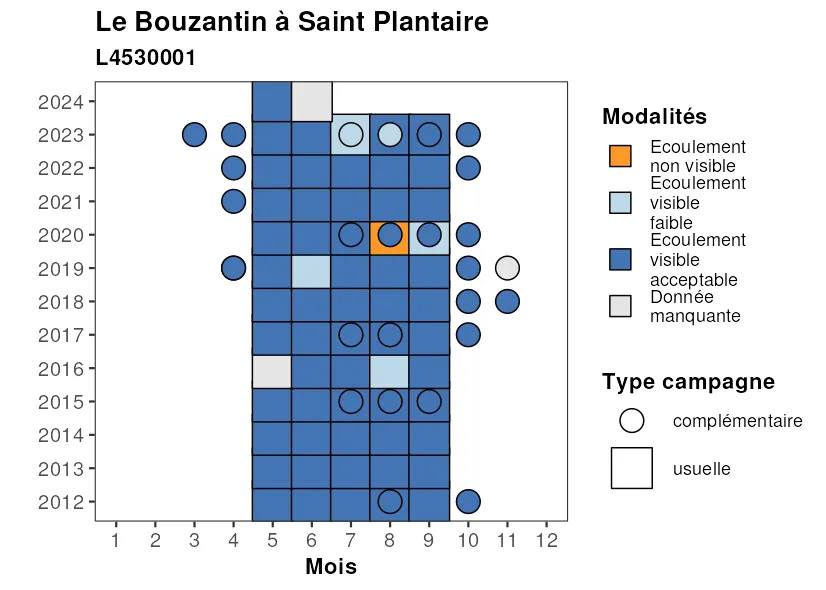 Le Bouzantin à Saint Plantaire
L4530001
2024
2023
2022
2021
2020
2019
2018
2017
2016
2015
2014
2013
2012
1 2 3 4 5 6 7 8 9 10 11 12
Mois
Modalités
Ecoulement
non visible
Ecoulement
visible
faible
Ecoulement
visible
acceptable
Donnée
manquante
Type campagne
complémentaire
usuelle